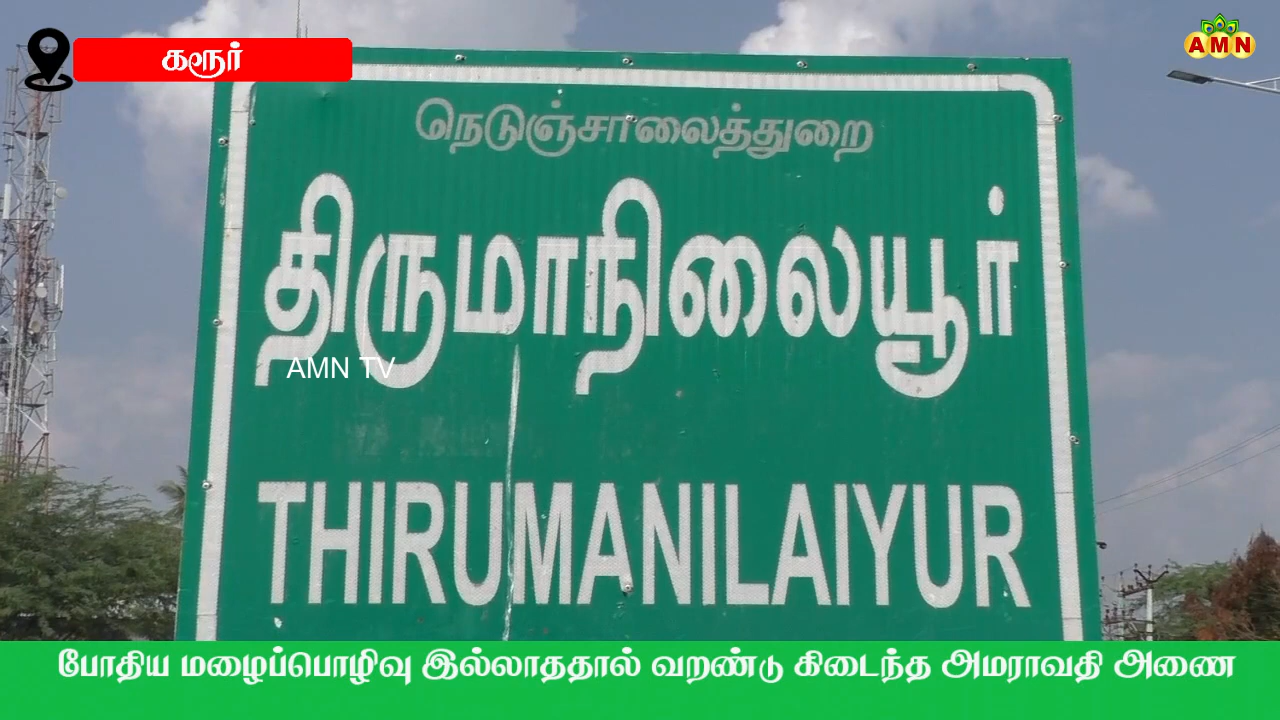 கரூர்
AMN
நெடுஞ்சாலைத்துறை
திருமாநிலையூர்
AMN TV
THIRUMANILAIYUR
போதிய மழைப்பொழிவு இல்லாததால் வறண்டு கிடைந்த அமராவதி அணை